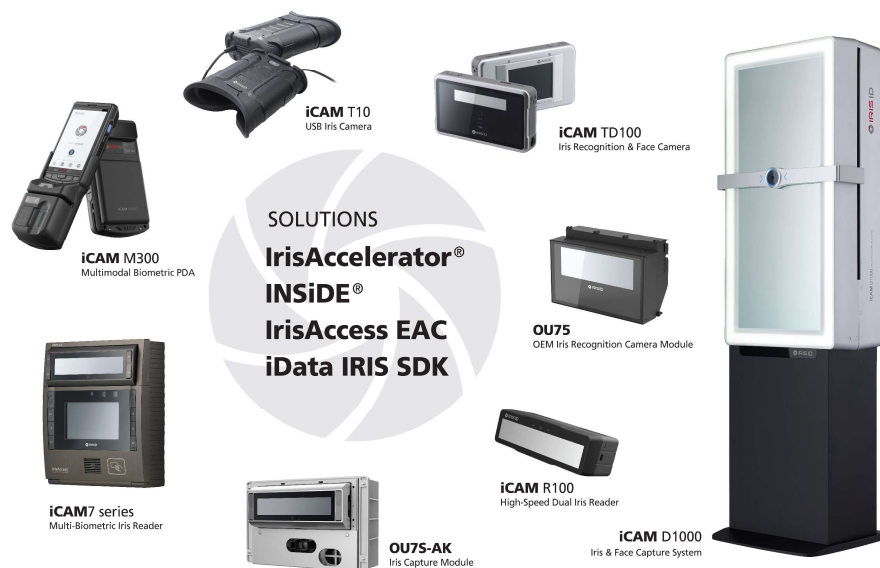 iCAM T10
USB Iris Camera
iCAM TD100
Iris Recognition & Face Camera
IRIS ID
iCAM M300
Multimodal Biometric PDA
SOLUTIONS
IrisAccelerator®
INSiDE®
IrisAccess EAC
iData IRIS SDK
OU75
OEM Iris Recognition Camera Module
iCAM7 series
Multi-Biometric Iris Reader
iCAM R100
High-Speed Dual Iris Reader
OU7S-AK
Iris Capture Module
iCAM D1000
Iris & Face Capture System